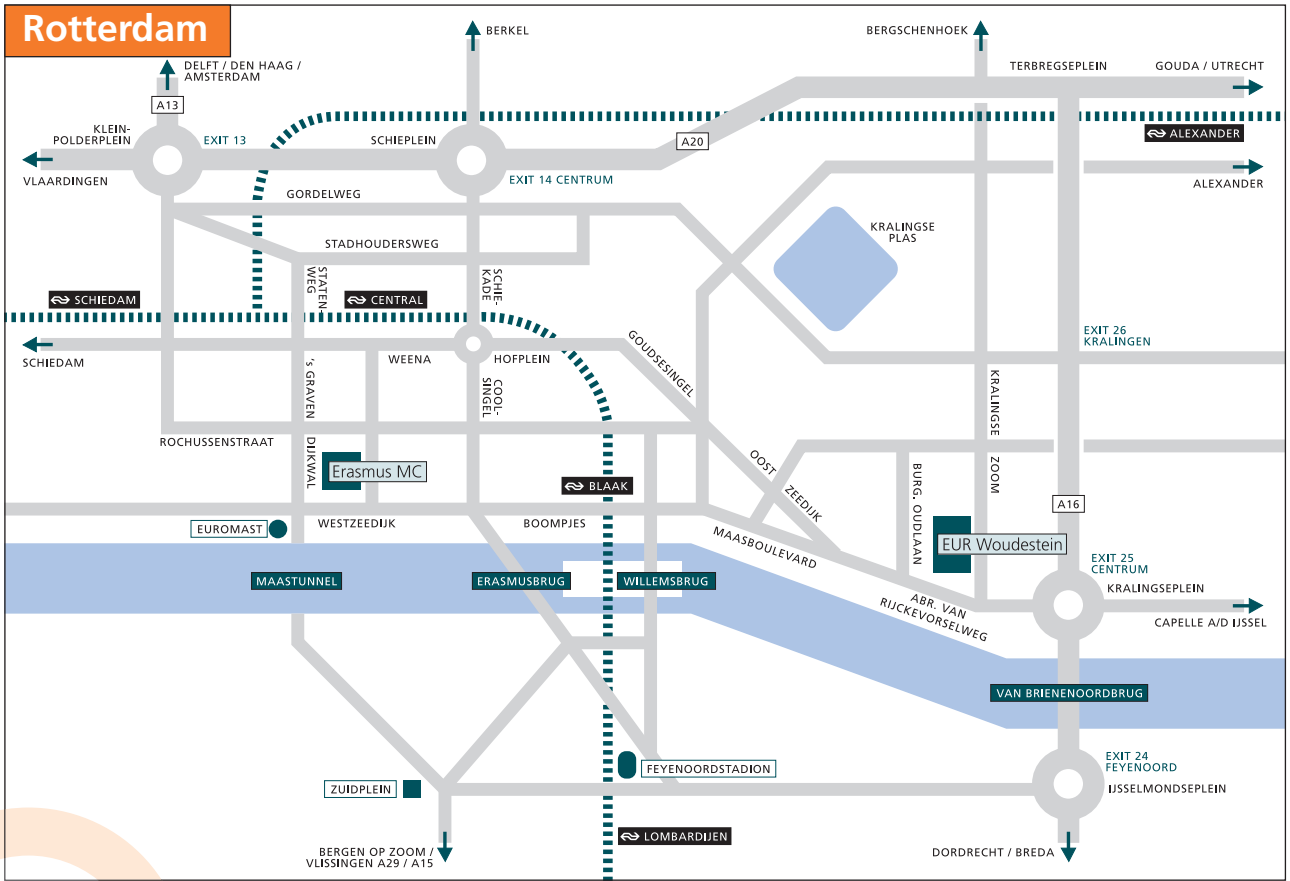 Rotterdam
BERKEL
BERGSCHENHOEK
DELFT / DEN HAAG /
AMSTERDAM
TERBREGSEPLEIN
GOUDA / UTRECHT
A13
KLEIN-
POLDERPLEIN
EXIT 13
SCHIEPLEIN
A20
ALEXANDER
VLAARDINGEN
EXIT 14 CENTRUM
ALEXANDER
GORDELWEG
KRALINGSE
PLAS
STADHOUDERSWEG
STATEN-
WEG
SCHIE-
KADE
SCHIEDAM
CENTRAL
EXIT 26
KRALINGEN
SCHIEDAM
WEENA
HOFPLEIN
GOUDSESINGEL
'S GRAVEN DIJKWAL
COOL-
SINGEL
KRALINGSE ZOOM
ROCHUSSENSTRAAT
Erasmus MC
OOST ZEEDIJK
BURG. OUDLAAN
BLAAK
A16
EUROMAST
WESTZEEDIJK
BOOMPJES
MAASBOULEVARD
EUR Woudestein
EXIT 25
CENTRUM
KRALINGSEPLEIN
MAASTUNNEL
ERASMUSBRUG
WILLEMSBRUG
ABR. VAN
RIJCKEVORSELWEG
CAPELLE A/D IJSSEL
VAN BRIENENOORDBRUG
EXIT 24
FEYENOORD
FEYENOORDSTADION
ZUIDPLEIN
IJSSELMONDSEPLEIN
LOMBARDIJEN
BERGEN OP ZOOM /
VLISSINGEN A29 / A15
DORDRECHT / BREDA